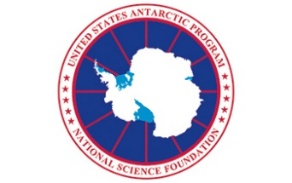 UNITED STATES ANTARCTIC PROGRAM
NATIONAL SCIENCE FOUNDATION